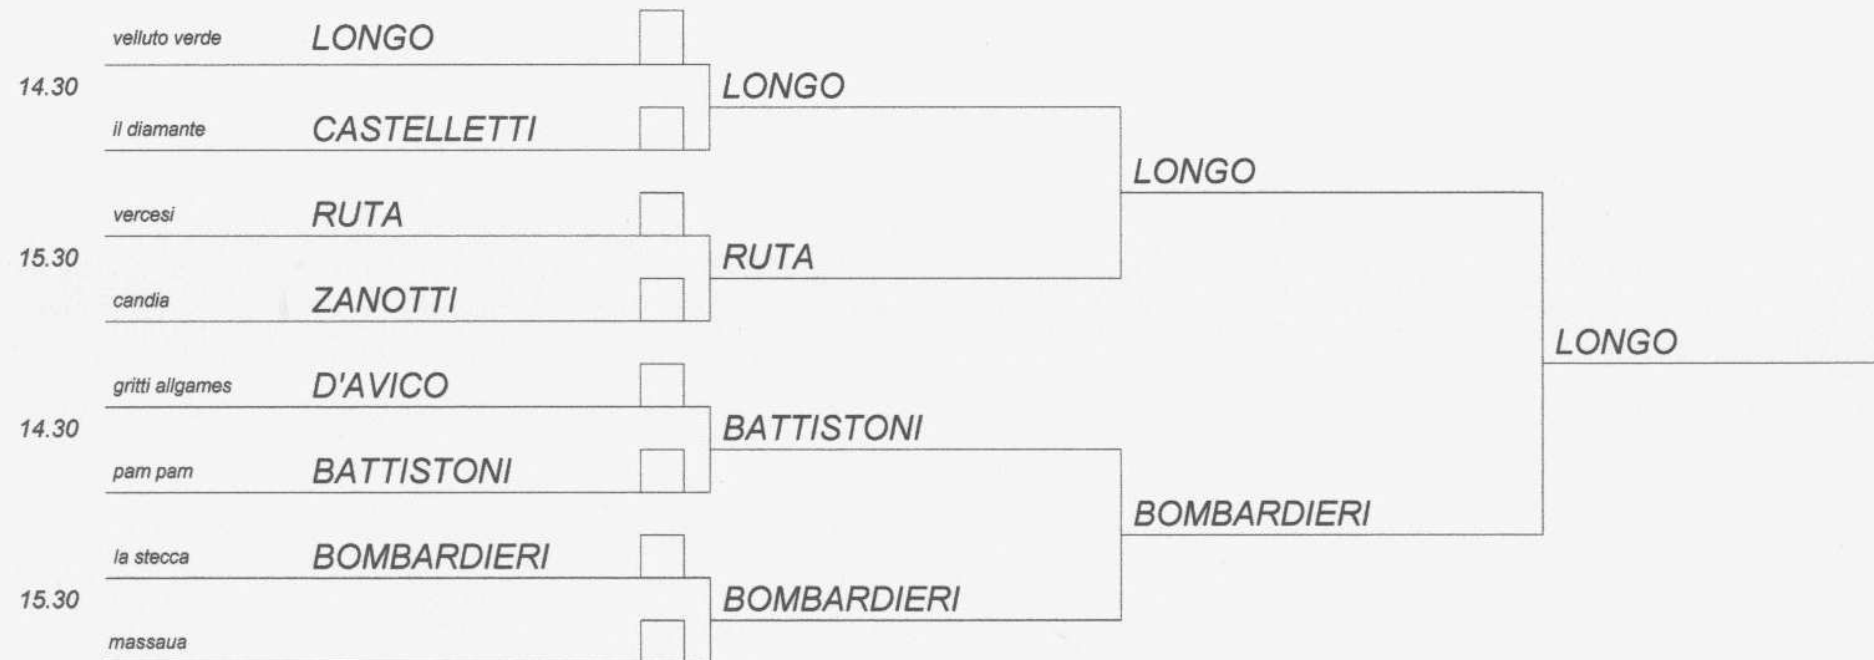 velluto verde LONGO
14.30
LONGO
il diamante CASTELLETTI
LONGO
vercesi RUTA
15.30
RUTA
candia ZANOTTI
LONGO
gritti allgames D'AVICO
14.30
BATTISTONI
pam pam BATTISTONI
BOMBARDIERI
la stecca BOMBARDIERI
15.30
BOMBARDIERI
massaua